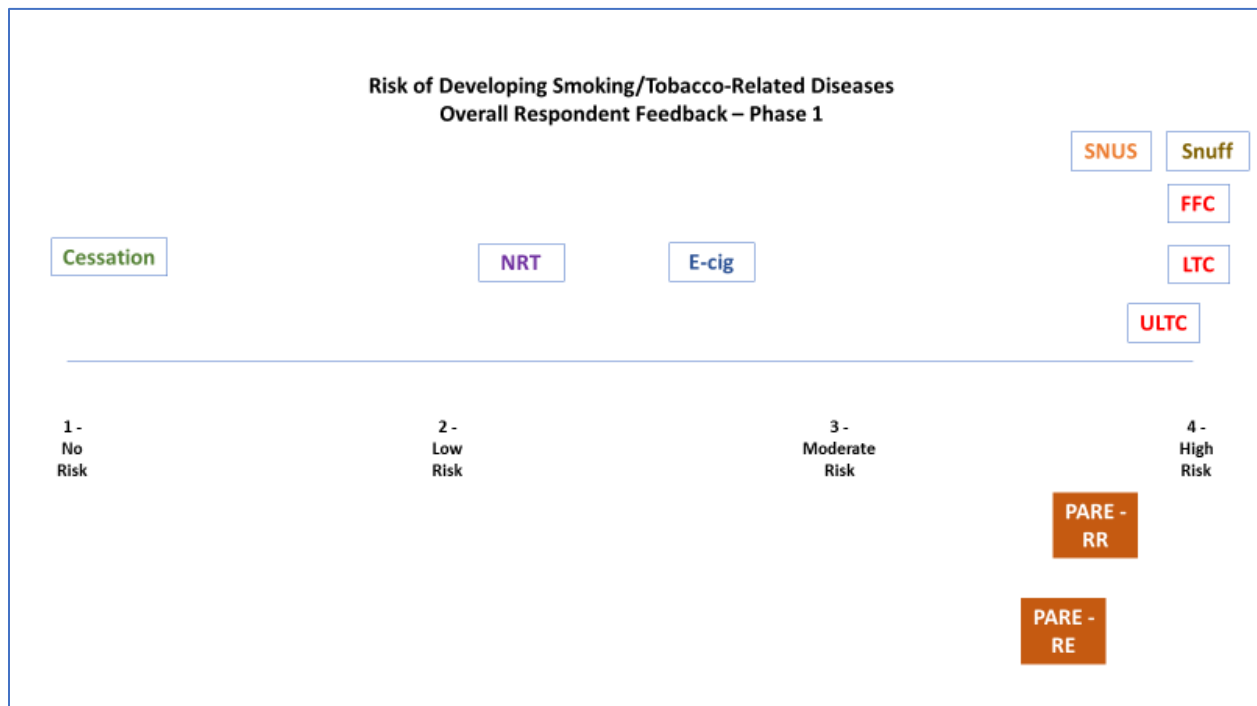 Risk of Developing Smoking/Tobacco-Related Diseases
Overall Respondent Feedback – Phase 1
SNUS
Snuff
FFC
Cessation
NRT
E-cig
LTC
ULTC
1 -
No
Risk
2 -
Low
Risk
3 -
Moderate
Risk
4 -
High
Risk
PARE -
RR
PARE -
RE